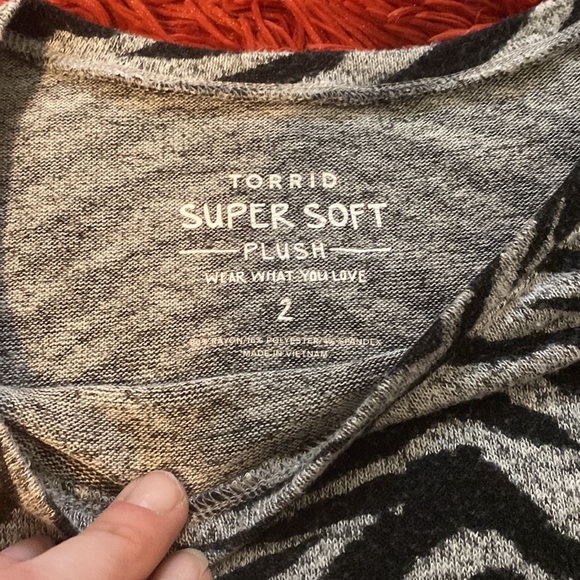 TORRID
SUPER SOFT
PLUSH
WEAR WHAT YOU LOVE
2
RAYON/ POLYESTER/ SPANDEX
MADE IN VIETNAM